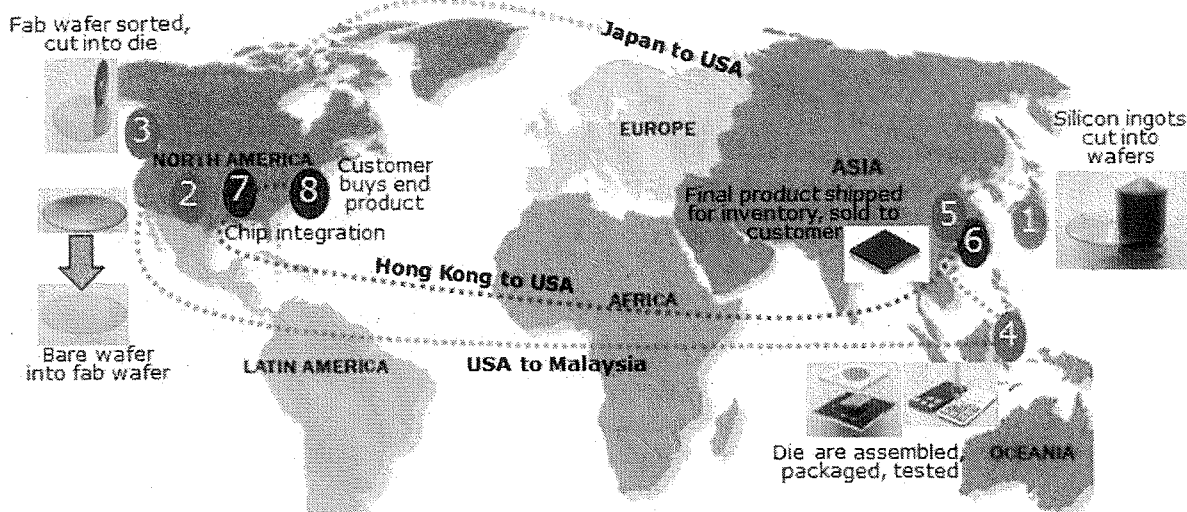 Fab wafer sorted,
cut into die
Japan to USA
EUROPE
Silicon ingots
cut into
wafers
3
NORTH AMERICA
Customer
buys end
product
2
7
8
Chip integration
ASIA
Final product shipped
for inventory, sold to
customer
5
6
1
Hong Kong to USA
AFRICA
4
Bare wafer
into fab wafer
LATIN AMERICA
USA to Malaysia
Die are assembled,
packaged, tested
OCEANIA